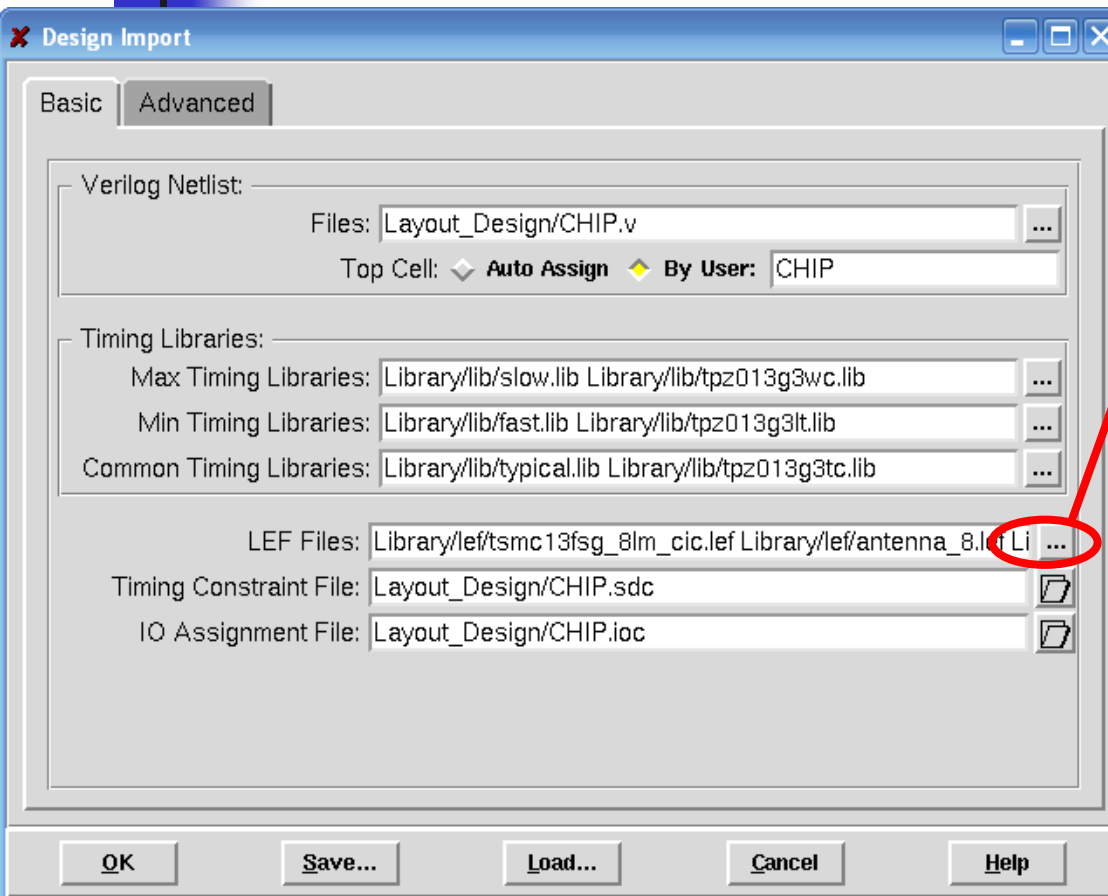 Design Import
Basic Advanced
Verilog Netlist:
Files: Layout_Design/CHIP.v ...
Top Cell: Auto Assign By User: CHIP
Timing Libraries:
Max Timing Libraries: Library/lib/slow.lib Library/lib/tpz013g3wc.lib ...
Min Timing Libraries: Library/lib/fast.lib Library/lib/tpz013g3lt.lib ...
Common Timing Libraries: Library/lib/typical.lib Library/lib/tpz013g3tc.lib ...
LEF Files: Library/lef/tsmc13fsg_8lm_cic.lef Library/lef/antenna_8.lef Li ...
Timing Constraint File: Layout_Design/CHIP.sdc
IO Assignment File: Layout_Design/CHIP.ioc
OK Save... Load... Cancel Help